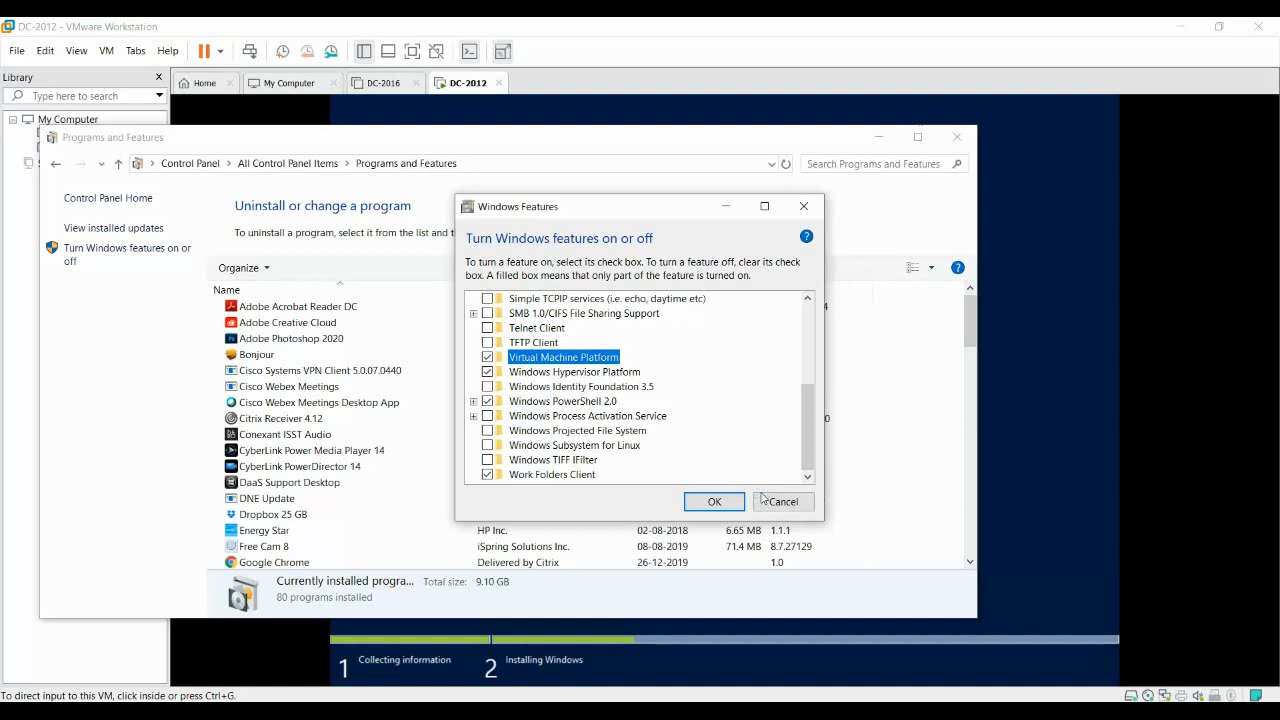 DC-2012 - VMware Workstation
File Edit View VM Tabs Help
Library
Type here to search
Home My Computer DC-2016 DC-2012
My Computer
Programs and Features
Control Panel All Control Panel Items Programs and Features
Search Programs and Features
Control Panel Home
View installed updates
Turn Windows features on or off
Uninstall or change a program
To uninstall a program, select it from the list and
Organize
Name
Adobe Acrobat Reader DC
Adobe Creative Cloud
Adobe Photoshop 2020
Bonjour
Cisco Systems VPN Client 5.0.07.0440
Cisco Webex Meetings
Cisco Webex Meetings Desktop App
Citrix Receiver 4.12
Conexant ISST Audio
CyberLink Power Media Player 14
CyberLink PowerDirector 14
DaaS Support Desktop
DNE Update
Dropbox 25 GB
Energy Star HP Inc. 02-08-2018 6.65 MB 1.1.1
Free Cam 8 iSpring Solutions Inc. 08-08-2019 71.4 MB 8.7.27129
Google Chrome Delivered by Citrix 26-12-2019 1.0
Currently installed progra... Total size: 9.10 GB
80 programs installed
Windows Features
Turn Windows features on or off
To turn a feature on, select its check box. To turn a feature off, clear its check
box. A filled box means that only part of the feature is turned on.
Simple TCPIP services (i.e. echo, daytime etc)
SMB 1.0/CIFS File Sharing Support
Telnet Client
TFTP Client
Virtual Machine Platform
Windows Hypervisor Platform
Windows Identity Foundation 3.5
Windows PowerShell 2.0
Windows Process Activation Service
Windows Projected File System
Windows Subsystem for Linux
Windows TIFF IFilter
Work Folders Client
OK Cancel
1 Collecting information 2 Installing Windows
To direct input to this VM, click inside or press Ctrl+G.